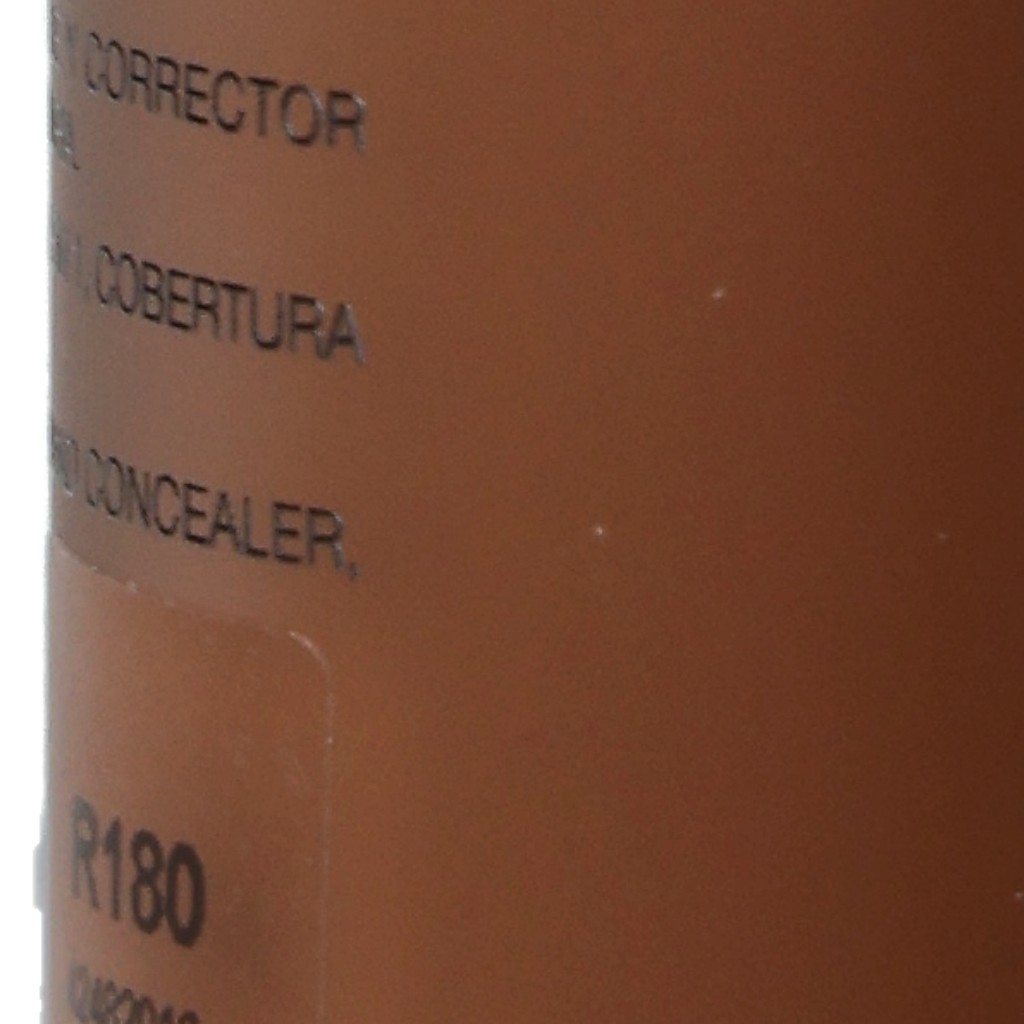 Y CORRECTOR
COBERTURA
CONCEALER,
R180